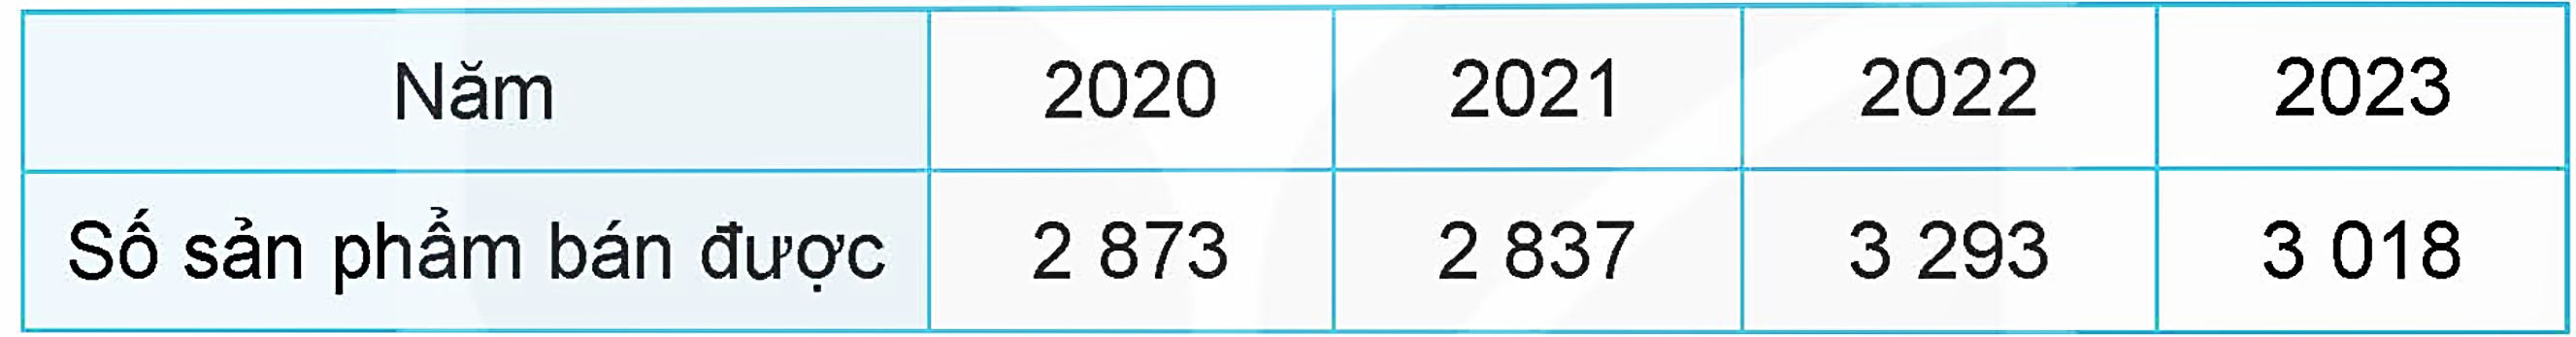 Năm 2020 2021 2022 2023
Số sản phẩm bán được 2 873 2 837 3 293 3 018